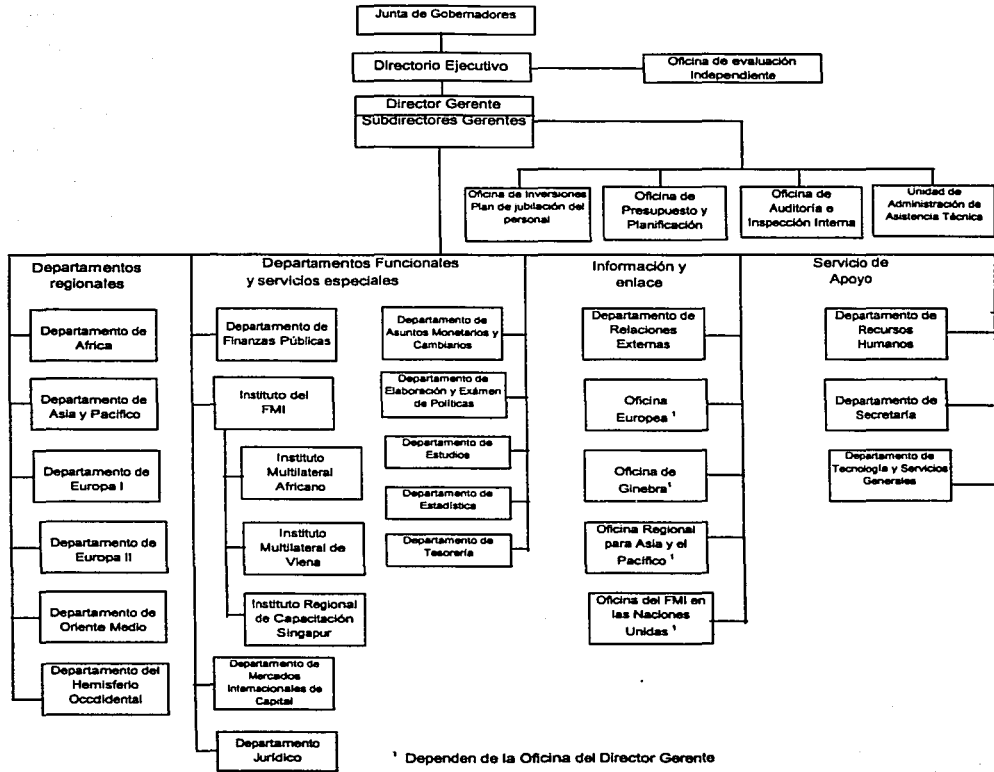 Junta de Gobernadores
Directorio Ejecutivo
Oficina de evaluación
Independiente
Director Gerente
Subdirectores Gerentes
Oficina de Inversiones
Plan de jubilación del
personal
Oficina de
Presupuesto y
Planificación
Oficina de
Auditoría e
Inspección Interna
Unidad de
Administración de
Asistencia Técnica
Departamentos
regionales
Departamento de
Africa
Departamento de
Asia y Pacífico
Departamento de
Europa I
Departamento de
Europa II
Departamento de
Oriente Medio
Departamento del
Hemisferio
Occidental
Departamentos Funcionales
y servicios especiales
Departamento de
Finanzas Públicas
Instituto del
FMI
Instituto
Multilateral
Africano
Instituto
Multilateral de
Viena
Instituto Regional
de Capacitación
Singapur
Departamento de
Mercados
Internacionales de
Capital
Departamento
Jurídico
Departamento de
Asuntos Monetarios y
Cambiarios
Departamento de
Elaboración y Exámen
de Políticas
Departamento de
Estudios
Departamento de
Estadística
Departamento de
Tesorería
Información y
enlace
Departamento de
Relaciones
Externas
Oficina
Europea ¹
Oficina de
Ginebra¹
Oficina Regional
para Asia y el
Pacífico ¹
Oficina del FMI en
las Naciones
Unidas ¹
Servicio de
Apoyo
Departamento de
Recursos
Humanos
Departamento de
Secretaría
Departamento de
Tecnología y Servicios
Generales
¹ Dependen de la Oficina del Director Gerente